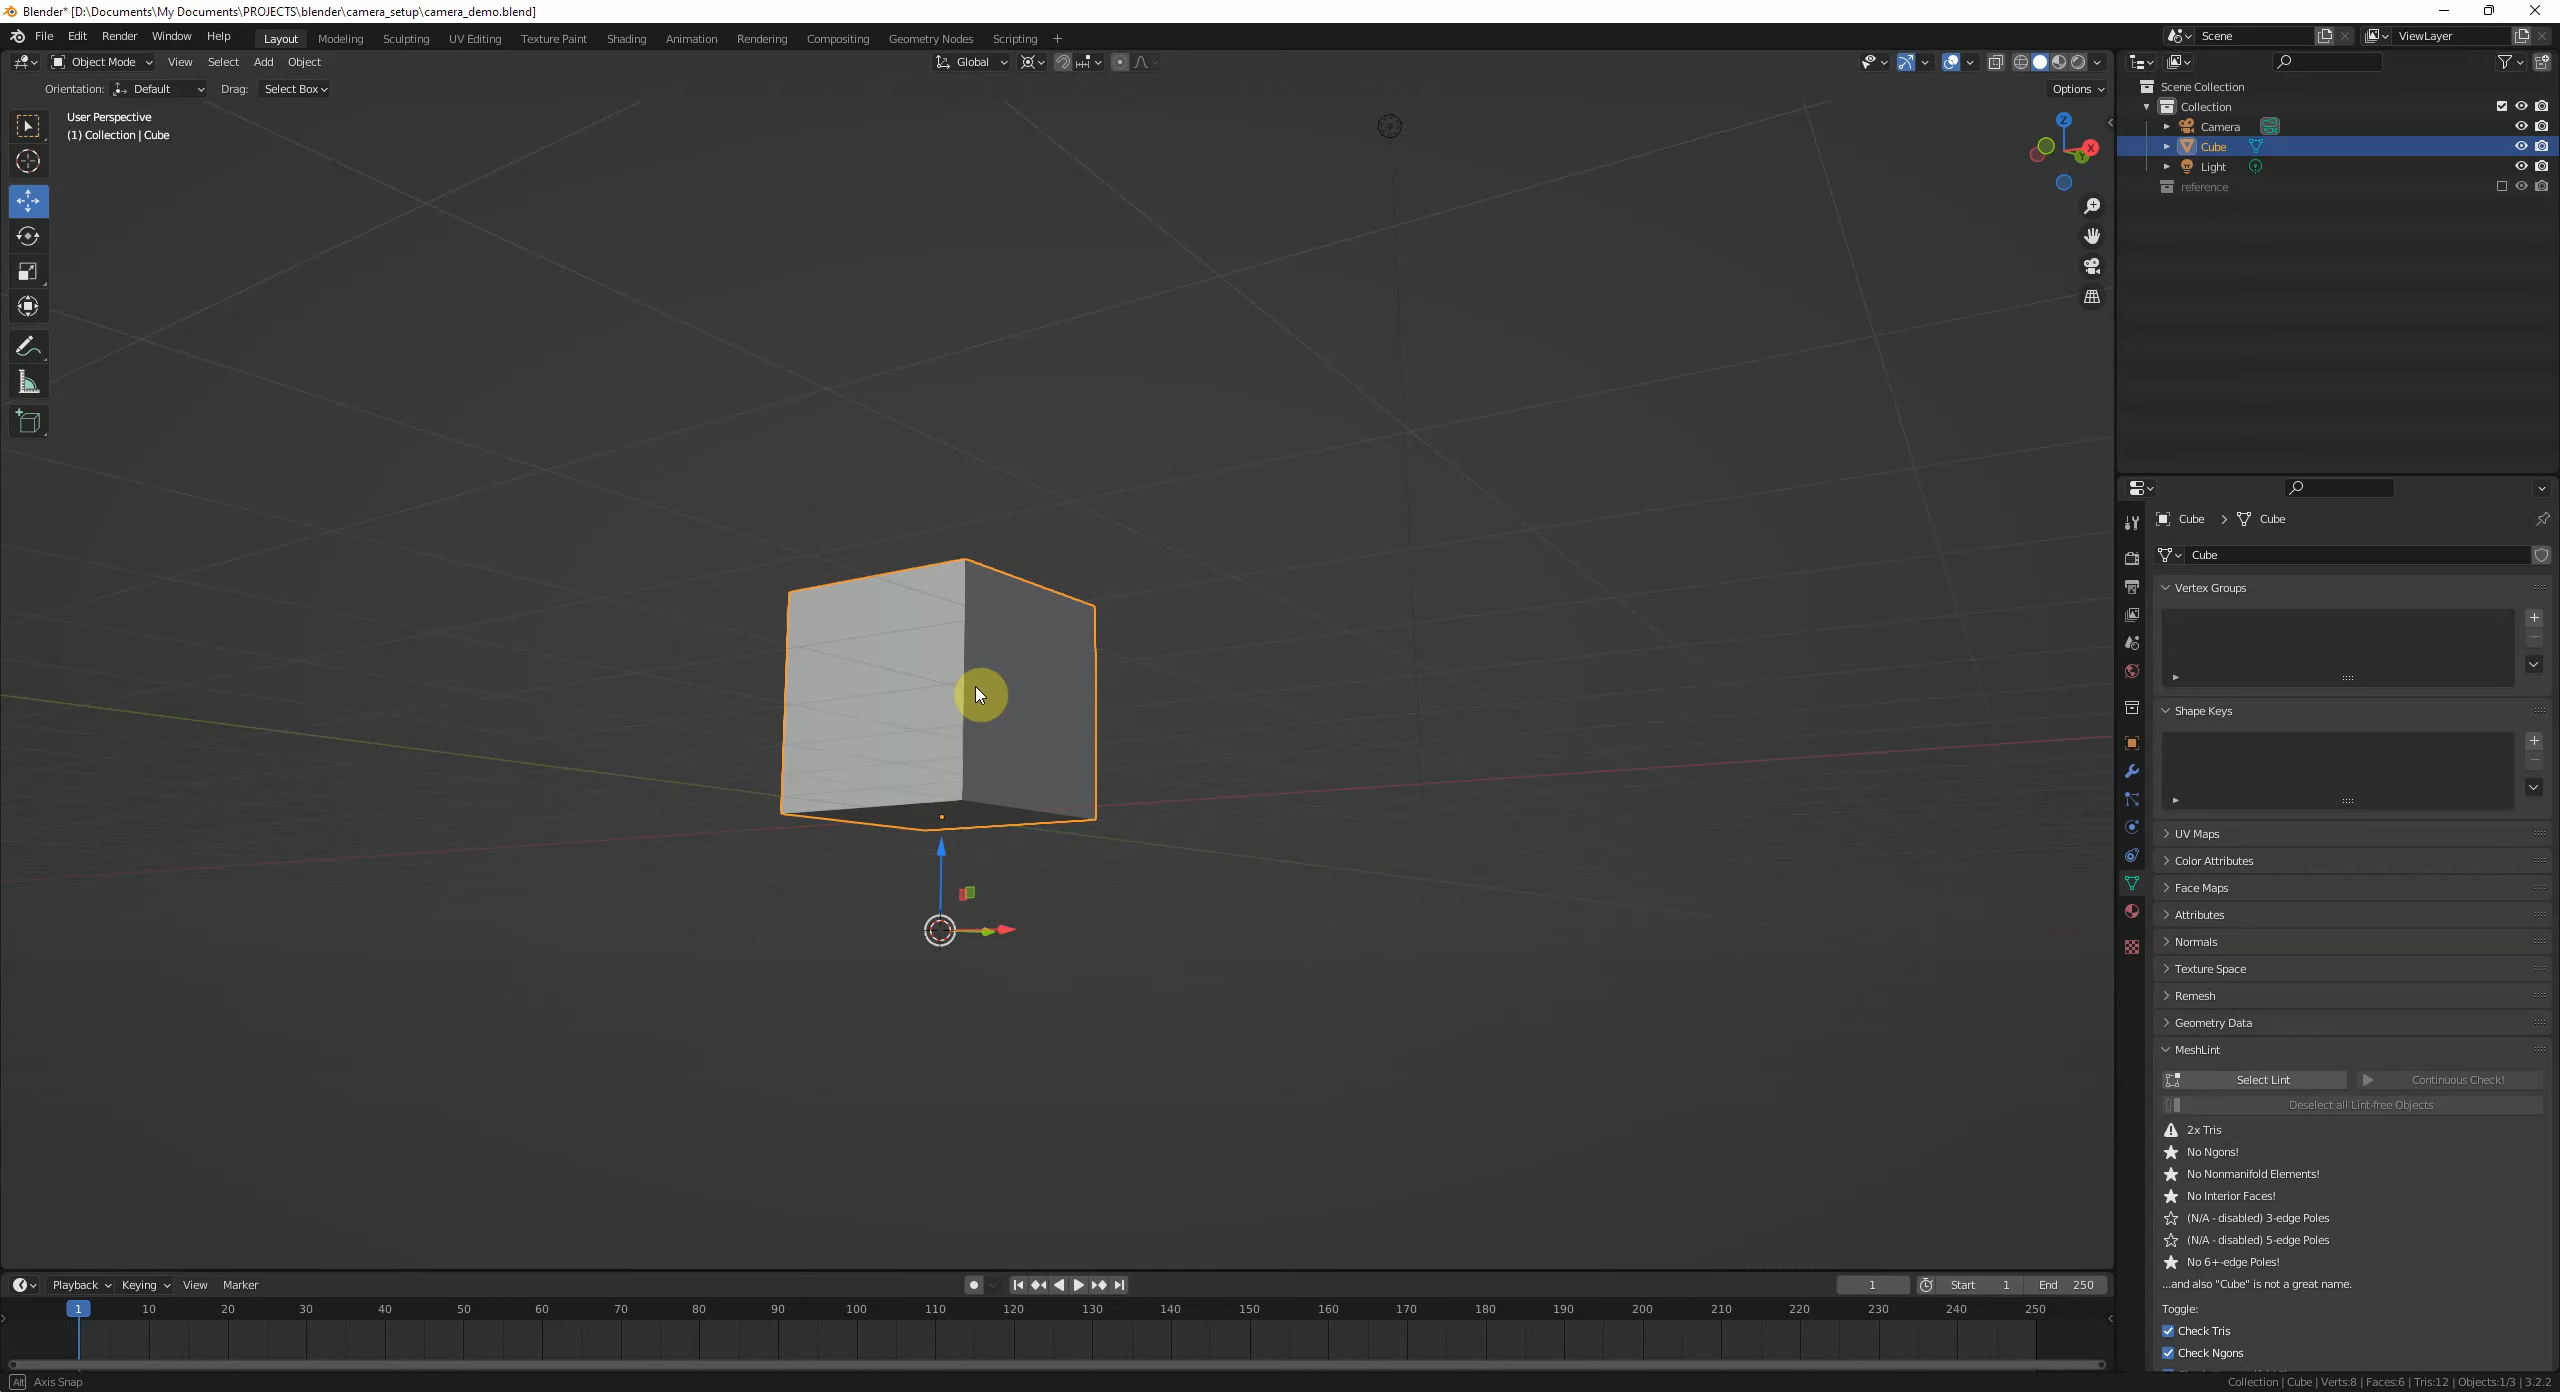 Blender* [D:\Documents\My Documents\PROJECTS\blender\camera_setup\camera_demo.blend]
File Edit Render Window Help Layout Modeling Sculpting UV Editing Texture Paint Shading Animation Rendering Compositing Geometry Nodes Scripting +
Scene ViewLayer
Object Mode View Select Add Object Global
Orientation: Default Drag: Select Box Options
User Perspective
(1) Collection | Cube
Z
X
Y
Scene Collection
Collection
Camera
Cube
Light
reference
Cube > Cube
Cube
Vertex Groups
Shape Keys
UV Maps
Color Attributes
Face Maps
Attributes
Normals
Texture Space
Remesh
Geometry Data
MeshLint
Select Lint Continuous Check!
Deselect all Lint-free Objects
2x Tris
No Ngons!
No Nonmanifold Elements!
No Interior Faces!
(N/A - disabled) 3-edge Poles
(N/A - disabled) 5-edge Poles
No 6+-edge Poles!
...and also "Cube" is not a great name.
Toggle:
Check Tris
Check Ngons
Playback Keying View Marker 1 Start 1 End 250
1 10 20 30 40 50 60 70 80 90 100 110 120 130 140 150 160 170 180 190 200 210 220 230 240 250
Alt Axis Snap
Collection | Cube | Verts:8 | Faces:6 | Tris:12 | Objects:1/3 | 3.2.2